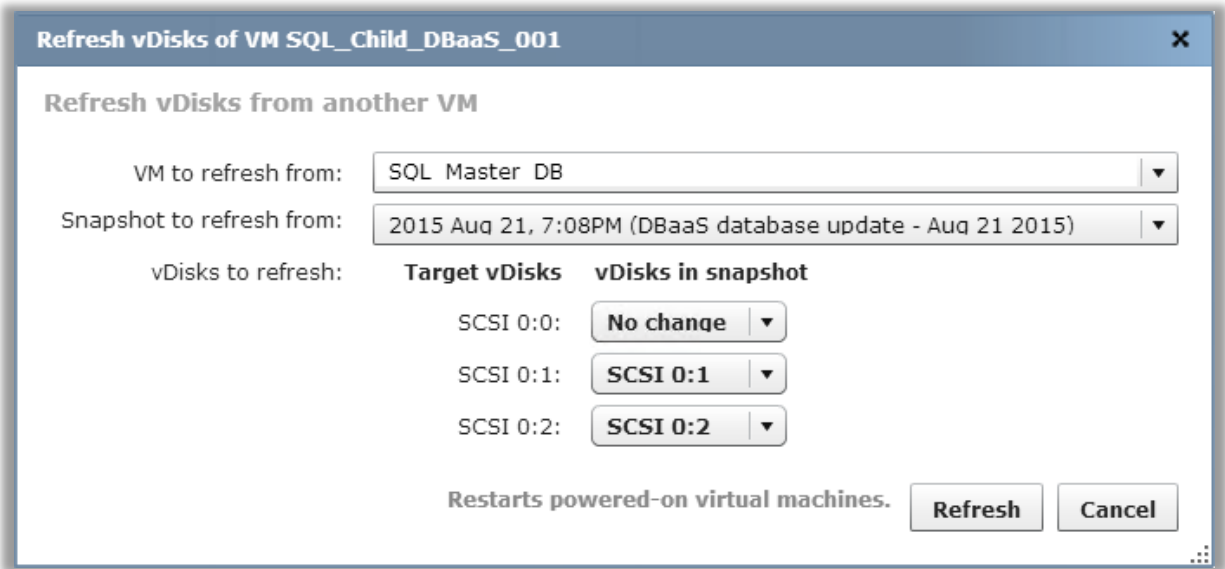 Refresh vDisks of VM SQL_Child_DBaaS_001
Refresh vDisks from another VM
VM to refresh from: SQL_Master_DB
Snapshot to refresh from: 2015 Aug 21, 7:08PM (DBaaS database update - Aug 21 2015)
vDisks to refresh: Target vDisks vDisks in snapshot
SCSI 0:0: No change
SCSI 0:1: SCSI 0:1
SCSI 0:2: SCSI 0:2
Restarts powered-on virtual machines. Refresh Cancel